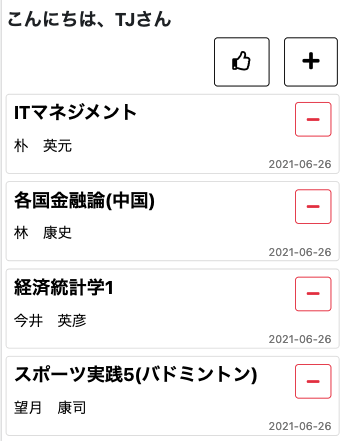 こんにちは、TJさん
ITマネジメント
朴　英元
2021-06-26
各国金融論(中国)
林　康史
2021-06-26
経済統計学1
今井　英彦
2021-06-26
スポーツ実践5(バドミントン)
望月　康司
2021-06-26